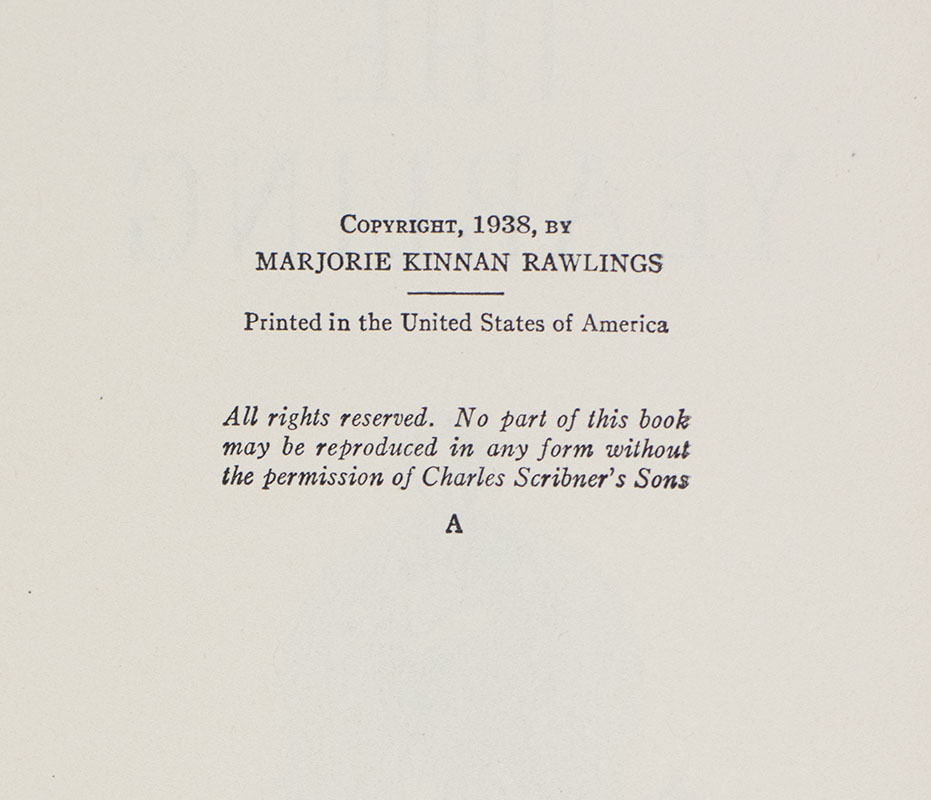 COPYRIGHT, 1938, BY
MARJORIE KINNAN RAWLINGS
Printed in the United States of America
All rights reserved. No part of this book
may be reproduced in any form without
the permission of Charles Scribner's Sons
A